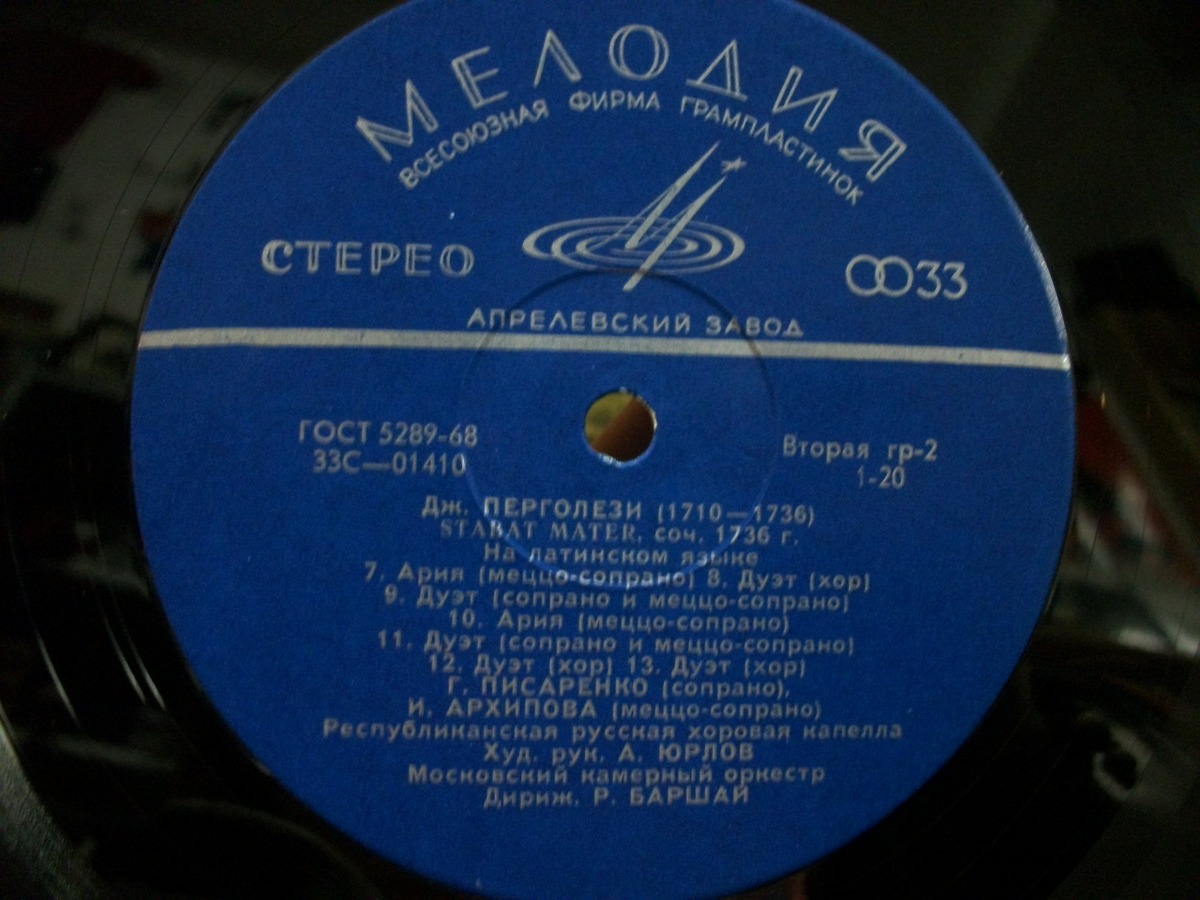 МЕЛОДИЯ
ВСЕСОЮЗНАЯ ФИРМА ГРАМПЛАСТИНОК
СТЕРЕО
33
АПРЕЛЕВСКИЙ ЗАВОД
ГОСТ 5289-68
33С—01410
Вторая гр-2
1-20
Дж. ПЕРГОЛЕЗИ (1710—1736)
STABAT MATER, соч. 1736 г.
На латинском языке
7. Ария (меццо-сопрано) 8. Дуэт (хор)
9. Дуэт (сопрано и меццо-сопрано)
10. Ария (меццо-сопрано)
11. Дуэт (сопрано и меццо-сопрано)
12. Дуэт (хор) 13. Дуэт (хор)
Г. ПИСАРЕНКО (сопрано),
И. АРХИПОВА (меццо-сопрано)
Республиканская русская хоровая капелла
Худ. рук. А. ЮРЛОВ
Московский камерный оркестр
Дириж. Р. БАРШАЙ